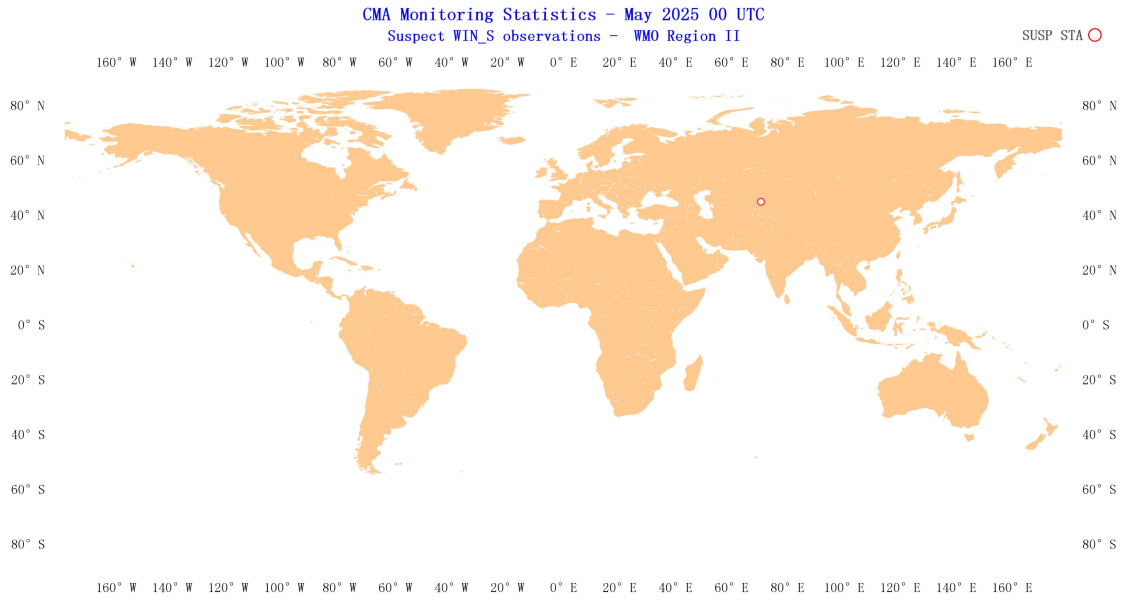 CMA Monitoring Statistics - May 2025 00 UTC
Suspect WIN_S observations - WMO Region II
SUSP STA
160° W 140° W 120° W 100° W 80° W 60° W 40° W 20° W 0° E 20° E 40° E 60° E 80° E 100° E 120° E 140° E 160° E
80° N 80° N
60° N 60° N
40° N 40° N
20° N 20° N
0° S 0° S
20° S 20° S
40° S 40° S
60° S 60° S
80° S 80° S
160° W 140° W 120° W 100° W 80° W 60° W 40° W 20° W 0° E 20° E 40° E 60° E 80° E 100° E 120° E 140° E 160° E